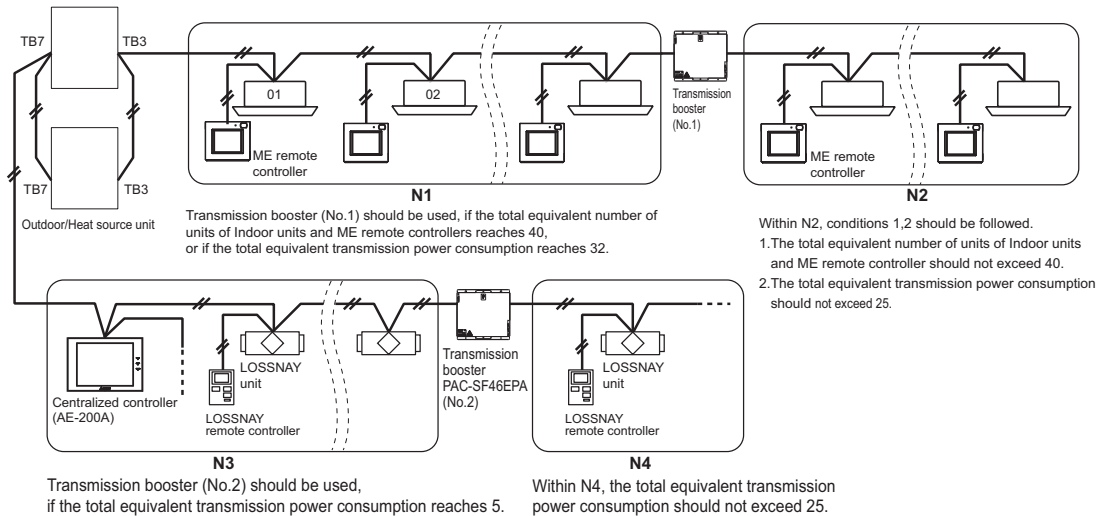 TB7
TB3
01
02
ME remote
controller
N1
Transmission
booster
(No.1)
ME remote
controller
N2
TB7
TB3
Outdoor/Heat source unit
Transmission booster (No.1) should be used, if the total equivalent number of
units of Indoor units and ME remote controllers reaches 40,
or if the total equivalent transmission power consumption reaches 32.
Within N2, conditions 1,2 should be followed.
1.The total equivalent number of units of Indoor units
and ME remote controller should not exceed 40.
2.The total equivalent transmission power consumption
should not exceed 25.
Centralized controller
(AE-200A)
LOSSNAY
unit
LOSSNAY
remote controller
N3
Transmission
booster
PAC-SF46EPA
(No.2)
LOSSNAY
unit
LOSSNAY
remote controller
N4
Transmission booster (No.2) should be used,
if the total equivalent transmission power consumption reaches 5.
Within N4, the total equivalent transmission
power consumption should not exceed 25.